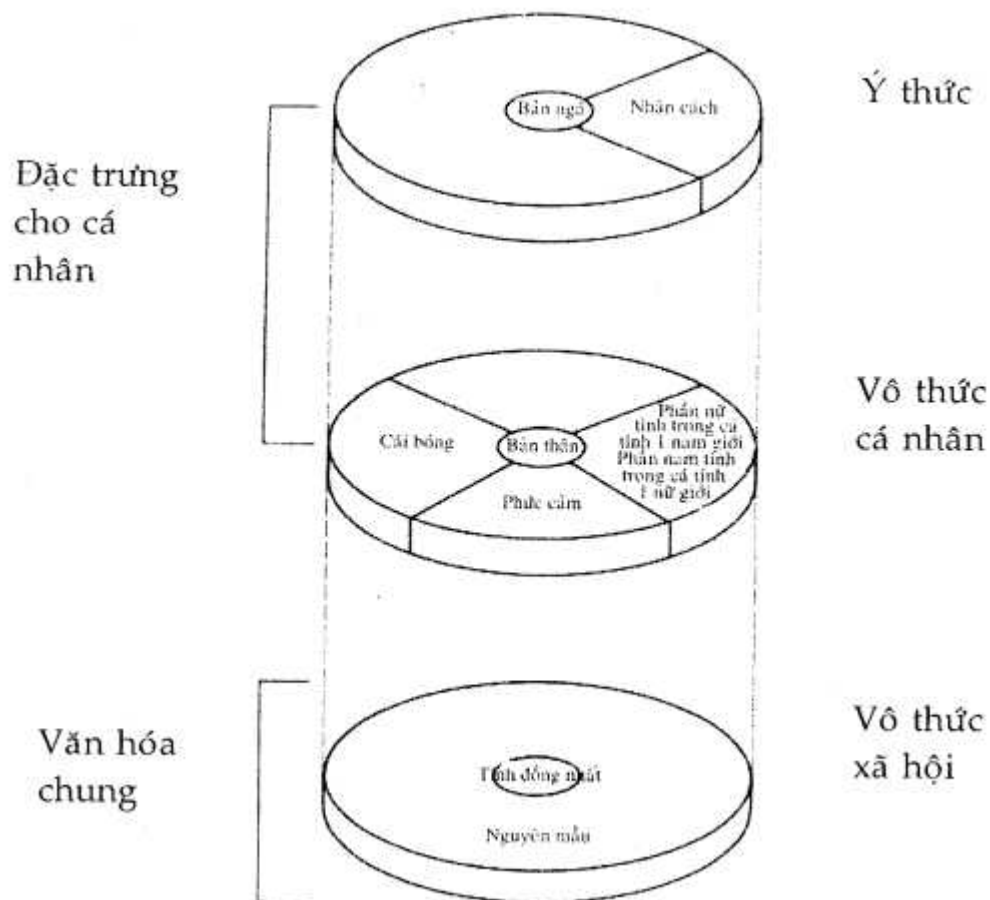 Bản ngã
Nhân cách
Ý thức
Đặc trưng
cho cá
nhân
Vô thức
cá nhân
Cái bóng
Bản thân
Phần nữ
tính trong cá
tính 1 nam giới
Phần nam tính
trong cá tính
1 nữ giới
Phức cảm
Văn hóa
chung
Vô thức
xã hội
Tính đồng nhất
Nguyên mẫu